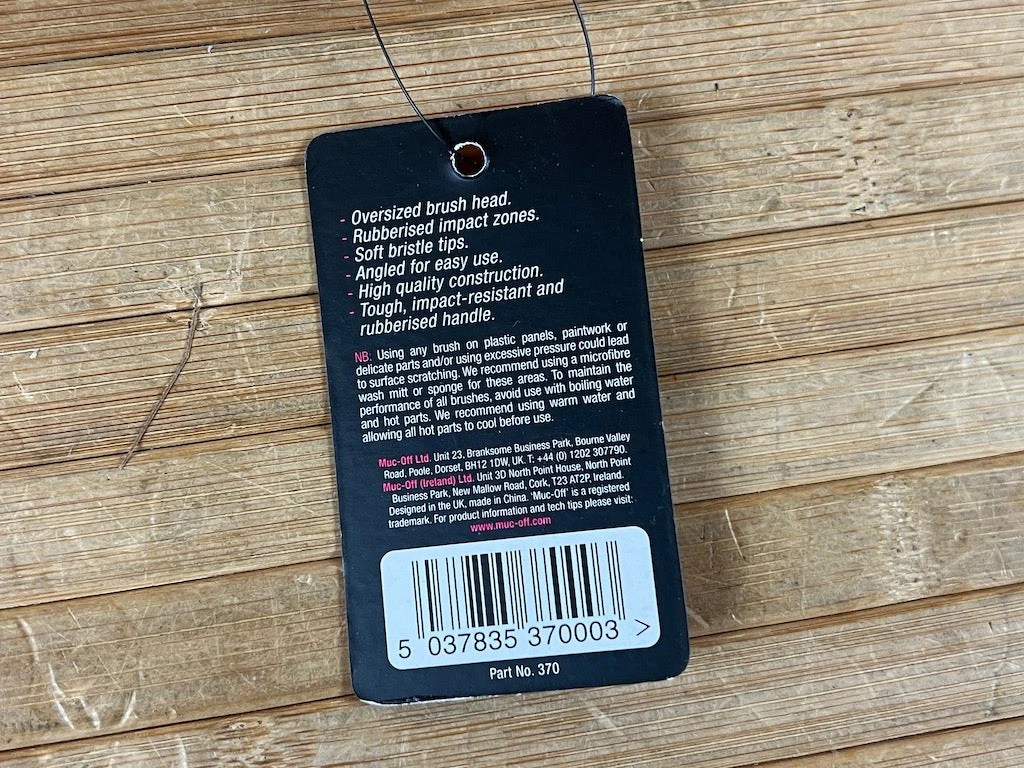 - Oversized brush head.
- Rubberised impact zones.
- Soft bristle tips.
- Angled for easy use.
- High quality construction.
- Tough, impact-resistant and
rubberised handle.
NB: Using any brush on plastic panels, paintwork or
delicate parts and/or using excessive pressure could lead
to surface scratching. We recommend using a microfibre
wash mitt or sponge for these areas. To maintain the
performance of all brushes, avoid use with boiling water
and hot parts. We recommend using warm water and
allowing all hot parts to cool before use.
Muc-Off Ltd. Unit 23, Branksome Business Park, Bourne Valley
Road, Poole, Dorset, BH12 1DW, UK. T: +44 (0) 1202 307790.
Muc-Off (Ireland) Ltd. Unit 3D North Point House, North Point
Business Park, New Mallow Road, Cork, T23 AT2P, Ireland.
Designed in the UK, made in China. 'Muc-Off' is a registered
trademark. For product information and tech tips please visit:
www.muc-off.com
5 037835 370003 >
Part No. 370